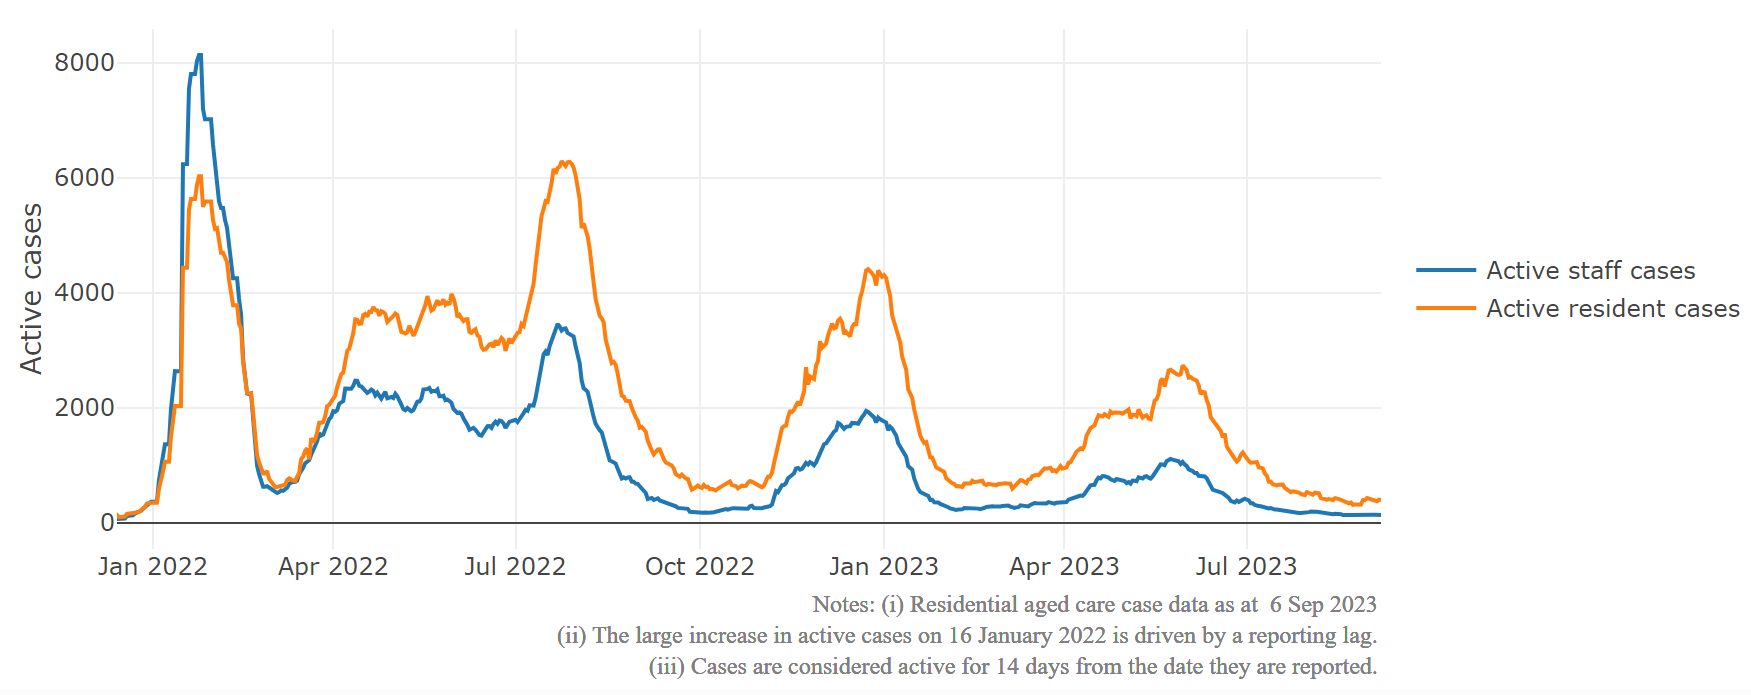 Active cases
8000
6000
4000
2000
0
Jan 2022 Apr 2022 Jul 2022 Oct 2022 Jan 2023 Apr 2023 Jul 2023
Active staff cases
Active resident cases
Notes: (i) Residential aged care case data as at 6 Sep 2023
(ii) The large increase in active cases on 16 January 2022 is driven by a reporting lag.
(iii) Cases are considered active for 14 days from the date they are reported.